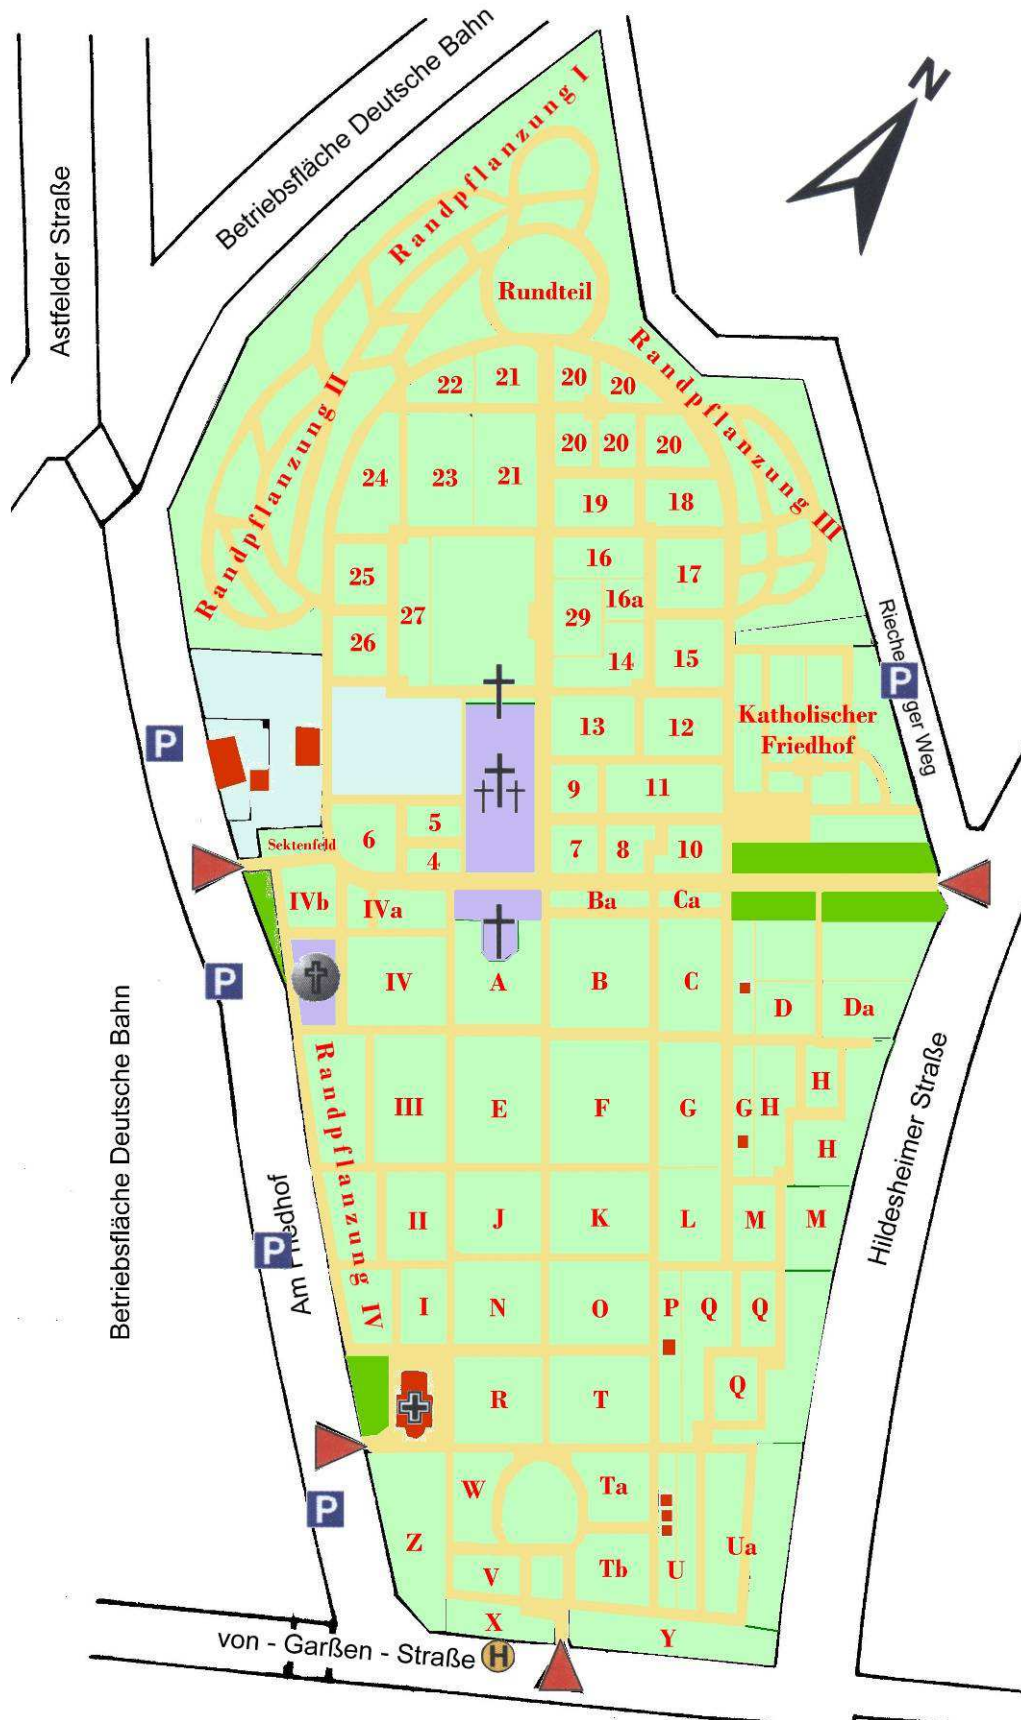 Betriebsfläche Deutsche Bahn
N
Astfelder Straße
Randpflanzung I
Rundteil
Randpflanzung II
Randpflanzung III
22
21
20
20
20
20
20
24
23
21
19
18
25
16
17
27
16a
29
26
14
15
Riechenger Weg
P
Katholischer
Friedhof
13
12
P
9
11
5
6
7
8
10
4
Sektenfeld
IVb
IVa
Ba
Ca
P
IV
A
B
C
D
Da
Betriebsfläche Deutsche Bahn
Randpflanzung IV
III
E
F
G
G
H
H
H
Hildesheimer Straße
Am Friedhof
P
II
J
K
L
M
M
I
N
O
P
Q
Q
R
T
Q
P
W
Ta
Z
V
Tb
U
Ua
X
Y
von - Garßen - Straße
H